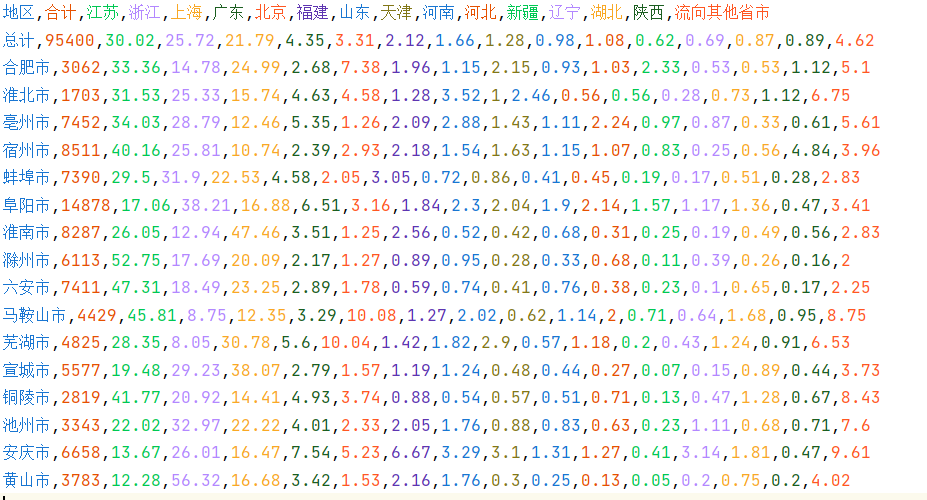 地区,合计,江苏,浙江,上海,广东,北京,福建,山东,天津,河南,河北,新疆,辽宁,湖北,陕西,流向其他省市
总计,95400,30.02,25.72,21.79,4.35,3.31,2.12,1.66,1.28,0.98,1.08,0.62,0.69,0.87,0.89,4.62
合肥市,3062,33.36,14.78,24.99,2.68,7.38,1.96,1.15,2.15,0.93,1.03,2.33,0.53,0.53,1.12,5.1
淮北市,1703,31.53,25.33,15.74,4.63,4.58,1.28,3.52,1,2.46,0.56,0.56,0.28,0.73,1.12,6.75
亳州市,7452,34.03,28.79,12.46,5.35,1.26,2.09,2.88,1.43,1.11,2.24,0.97,0.87,0.33,0.61,5.61
宿州市,8511,40.16,25.81,10.74,2.39,2.93,2.18,1.54,1.63,1.15,1.07,0.83,0.25,0.56,4.84,3.96
蚌埠市,7390,29.5,31.9,22.53,4.58,2.05,3.05,0.72,0.86,0.41,0.45,0.19,0.17,0.51,0.28,2.83
阜阳市,14878,17.06,38.21,16.88,6.51,3.16,1.84,2.3,2.04,1.9,2.14,1.57,1.17,1.36,0.47,3.41
淮南市,8287,26.05,12.94,47.46,3.51,1.25,2.56,0.52,0.42,0.68,0.31,0.25,0.19,0.49,0.56,2.83
滁州市,6113,52.75,17.69,20.09,2.17,1.27,0.89,0.95,0.28,0.33,0.68,0.11,0.39,0.26,0.16,2
六安市,7411,47.31,18.49,23.25,2.89,1.78,0.59,0.74,0.41,0.76,0.38,0.23,0.1,0.65,0.17,2.25
马鞍山市,4429,45.81,8.75,12.35,3.29,10.08,1.27,2.02,0.62,1.14,2,0.71,0.64,1.68,0.95,8.75
芜湖市,4825,28.35,8.05,30.78,5.6,10.04,1.42,1.82,2.9,0.57,1.18,0.2,0.43,1.24,0.91,6.53
宣城市,5577,19.48,29.23,38.07,2.79,1.57,1.19,1.24,0.48,0.44,0.27,0.07,0.15,0.89,0.44,3.73
铜陵市,2819,41.77,20.92,14.41,4.93,3.74,0.88,0.54,0.57,0.51,0.71,0.13,0.47,1.28,0.67,8.43
池州市,3343,22.02,32.97,22.22,4.01,2.33,2.05,1.76,0.88,0.83,0.63,0.23,1.11,0.68,0.71,7.6
安庆市,6658,13.67,26.01,16.47,7.54,5.23,6.67,3.29,3.1,1.31,1.27,0.41,3.14,1.81,0.47,9.61
黄山市,3783,12.28,56.32,16.68,3.42,1.53,2.16,1.76,0.3,0.25,0.13,0.05,0.2,0.75,0.2,4.02